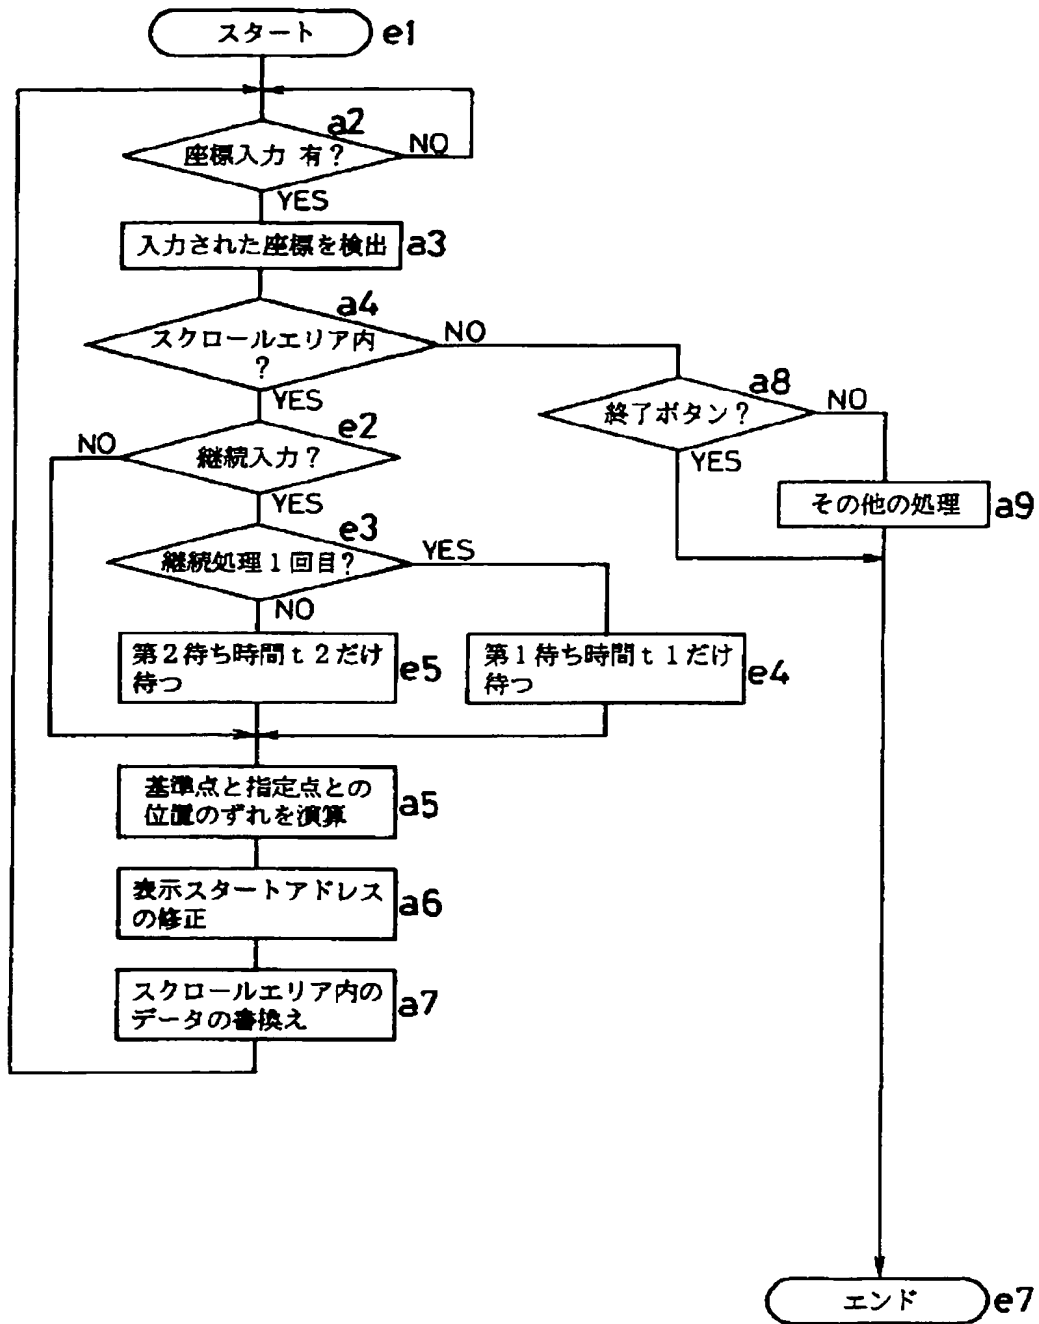 スタート e1
a2
座標入力 有? NO
YES
入力された座標を検出 a3
a4
スクロールエリア内 NO
?
YES
a8
終了ボタン? NO
YES
その他の処理 a9
e2
NO 継続入力?
YES
e3
継続処理1回目? YES
NO
第2待ち時間t2だけ
待つ e5
第1待ち時間t1だけ
待つ e4
基準点と指定点との
位置のずれを演算 a5
表示スタートアドレス
の修正 a6
スクロールエリア内の
データの書換え a7
エンド e7